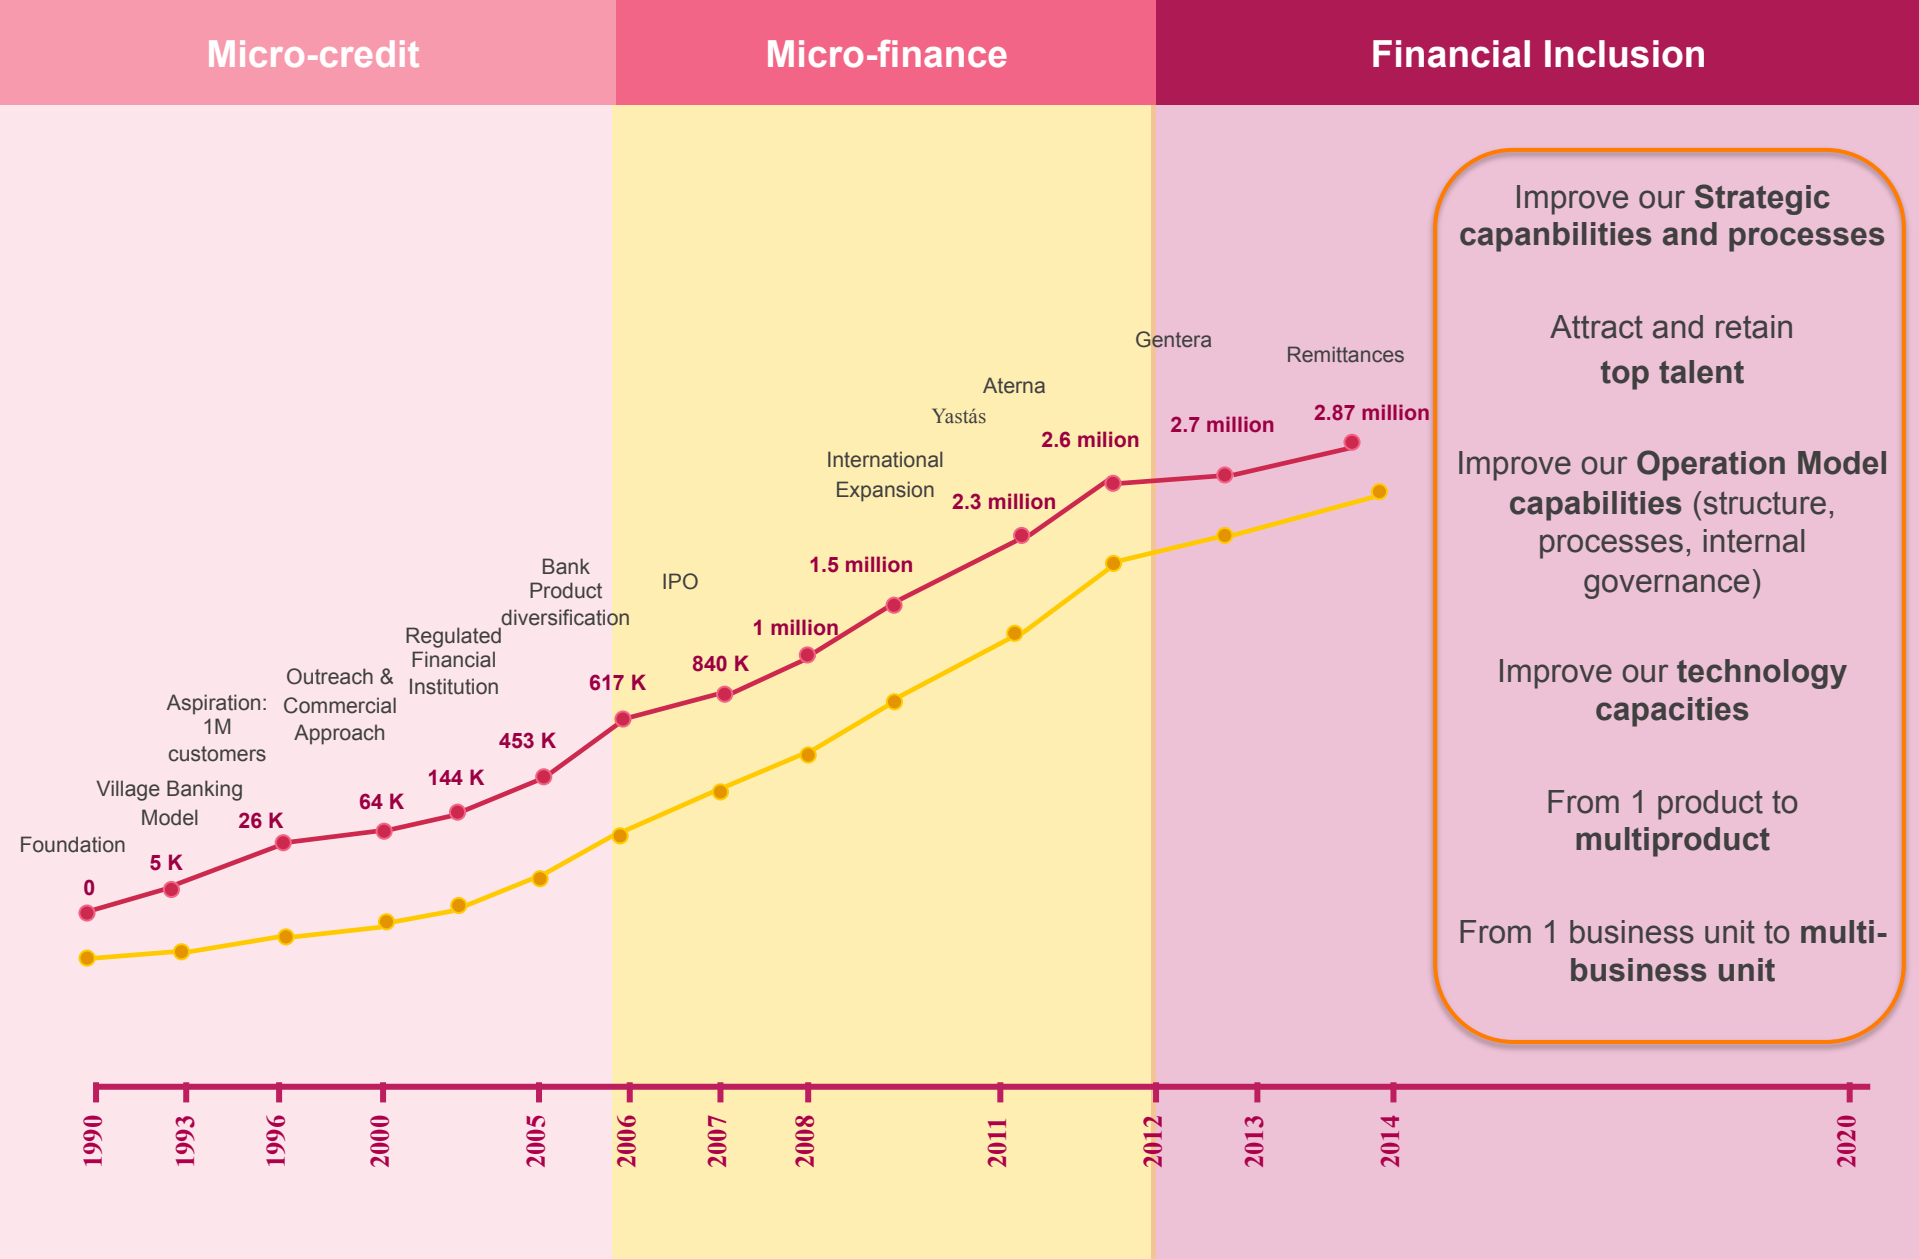 Micro-credit
Micro-finance
Financial Inclusion
Foundation
0
Village Banking
Model
5 K
Aspiration:
1M
customers
26 K
Outreach &
Commercial
Approach
64 K
Regulated
Financial
Institution
144 K
Bank
Product
diversification
453 K
617 K
IPO
840 K
1 million
1.5 million
International
Expansion
Yastás
Aterna
2.3 million
2.6 milion
Gentera
2.7 million
Remittances
2.87 million
Improve our Strategic
capanbilities and processes
Attract and retain
top talent
Improve our Operation Model
capabilities (structure,
processes, internal
governance)
Improve our technology
capacities
From 1 product to
multiproduct
From 1 business unit to multi-
business unit
1990
1993
1996
2000
2005
2006
2007
2008
2011
2012
2013
2014
2020